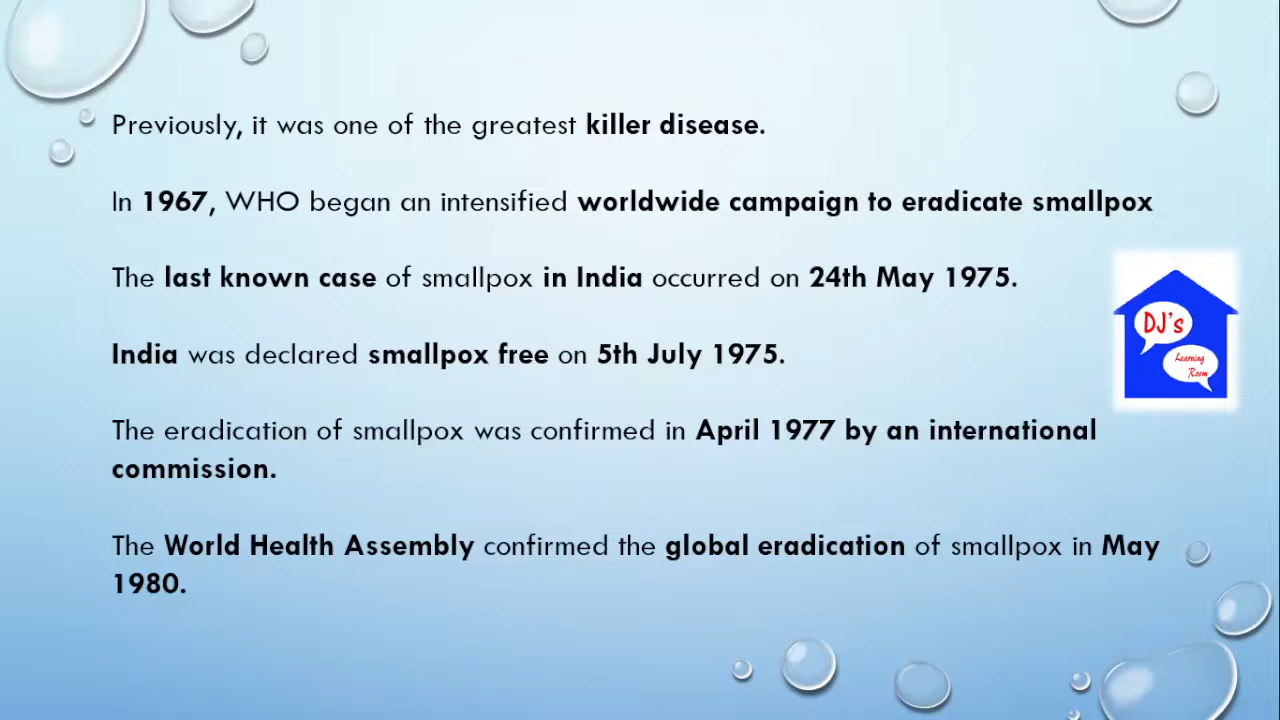 Previously, it was one of the greatest killer disease.
In 1967, WHO began an intensified worldwide campaign to eradicate smallpox
The last known case of smallpox in India occurred on 24th May 1975.
India was declared smallpox free on 5th July 1975.
The eradication of smallpox was confirmed in April 1977 by an international
commission.
The World Health Assembly confirmed the global eradication of smallpox in May
1980.
DJ's
Learning
Room